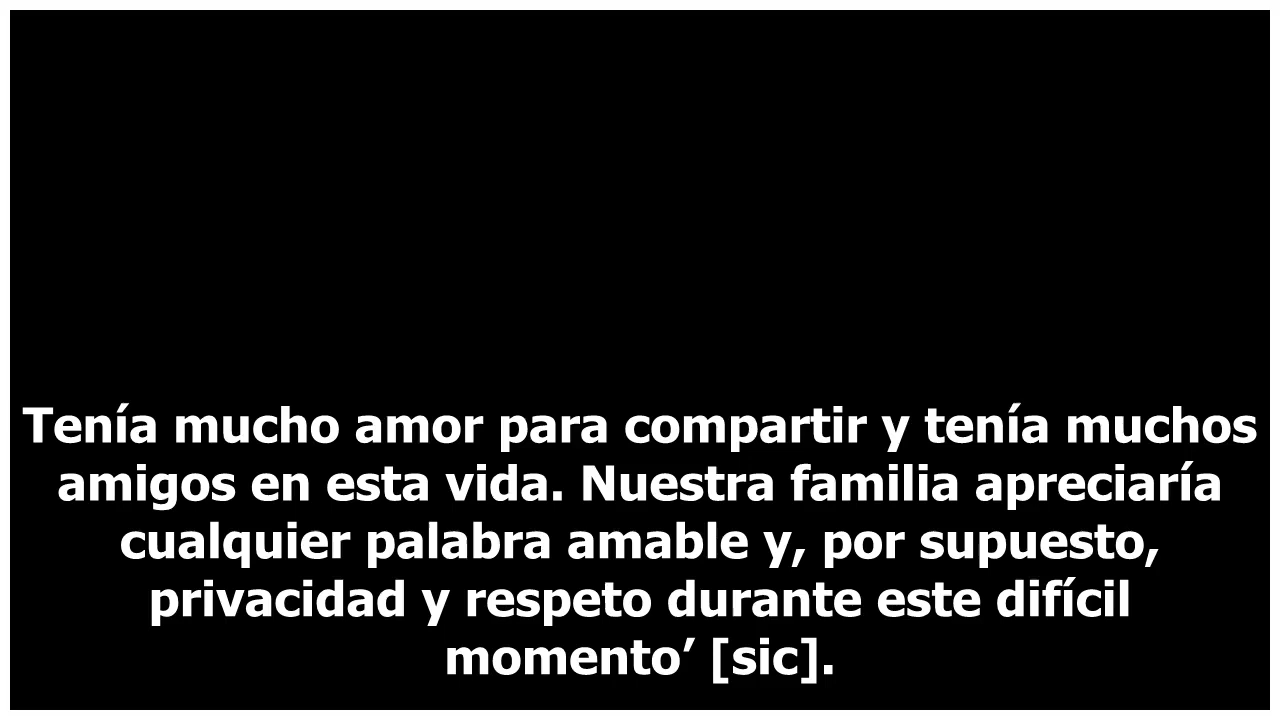 Tenía mucho amor para compartir y tenía muchos
amigos en esta vida. Nuestra familia apreciaría
cualquier palabra amable y, por supuesto,
privacidad y respeto durante este difícil
momento’ [sic].